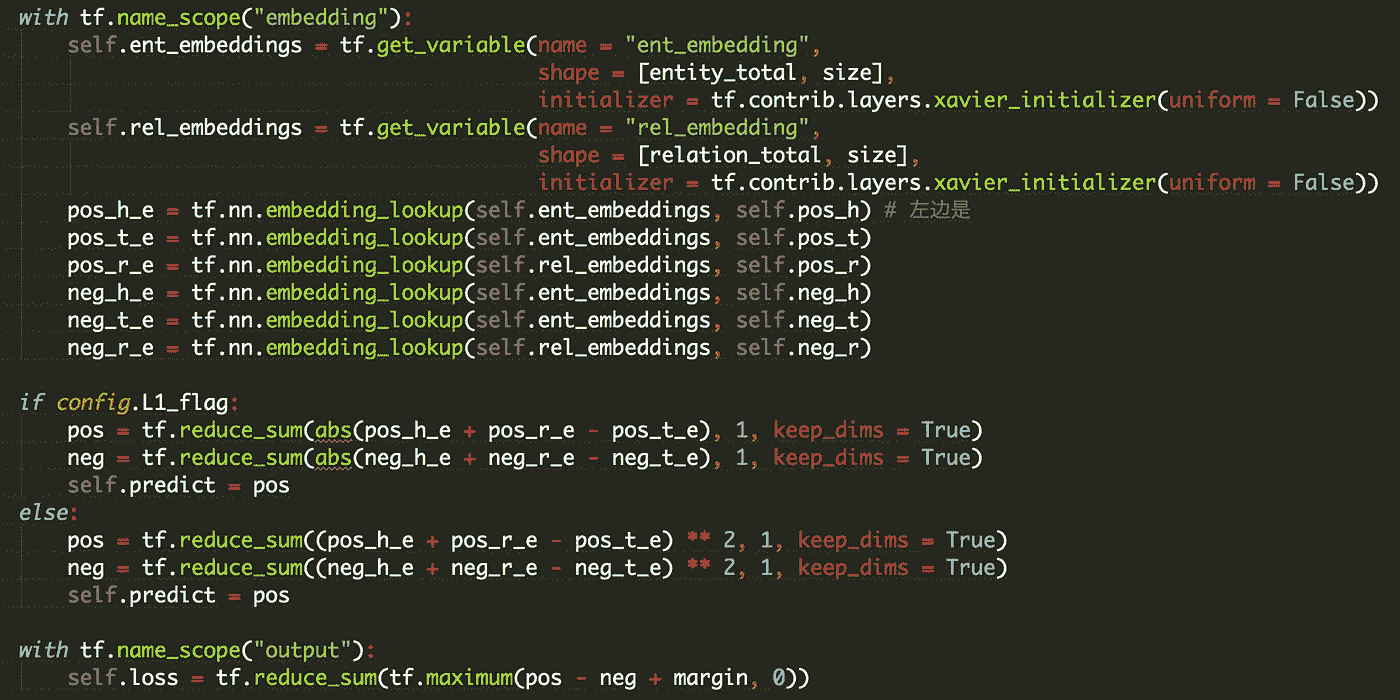 with tf.name_scope("embedding"):
    self.ent_embeddings = tf.get_variable(name = "ent_embedding",
                                          shape = [entity_total, size],
                                          initializer = tf.contrib.layers.xavier_initializer(uniform = False))
    self.rel_embeddings = tf.get_variable(name = "rel_embedding",
                                          shape = [relation_total, size],
                                          initializer = tf.contrib.layers.xavier_initializer(uniform = False))
    pos_h_e = tf.nn.embedding_lookup(self.ent_embeddings, self.pos_h) # 左边是
    pos_t_e = tf.nn.embedding_lookup(self.ent_embeddings, self.pos_t)
    pos_r_e = tf.nn.embedding_lookup(self.rel_embeddings, self.pos_r)
    neg_h_e = tf.nn.embedding_lookup(self.ent_embeddings, self.neg_h)
    neg_t_e = tf.nn.embedding_lookup(self.ent_embeddings, self.neg_t)
    neg_r_e = tf.nn.embedding_lookup(self.rel_embeddings, self.neg_r)

if config.L1_flag:
    pos = tf.reduce_sum(abs(pos_h_e + pos_r_e - pos_t_e), 1, keep_dims = True)
    neg = tf.reduce_sum(abs(neg_h_e + neg_r_e - neg_t_e), 1, keep_dims = True)
    self.predict = pos
else:
    pos = tf.reduce_sum((pos_h_e + pos_r_e - pos_t_e) ** 2, 1, keep_dims = True)
    neg = tf.reduce_sum((neg_h_e + neg_r_e - neg_t_e) ** 2, 1, keep_dims = True)
    self.predict = pos

with tf.name_scope("output"):
    self.loss = tf.reduce_sum(tf.maximum(pos - neg + margin, 0))